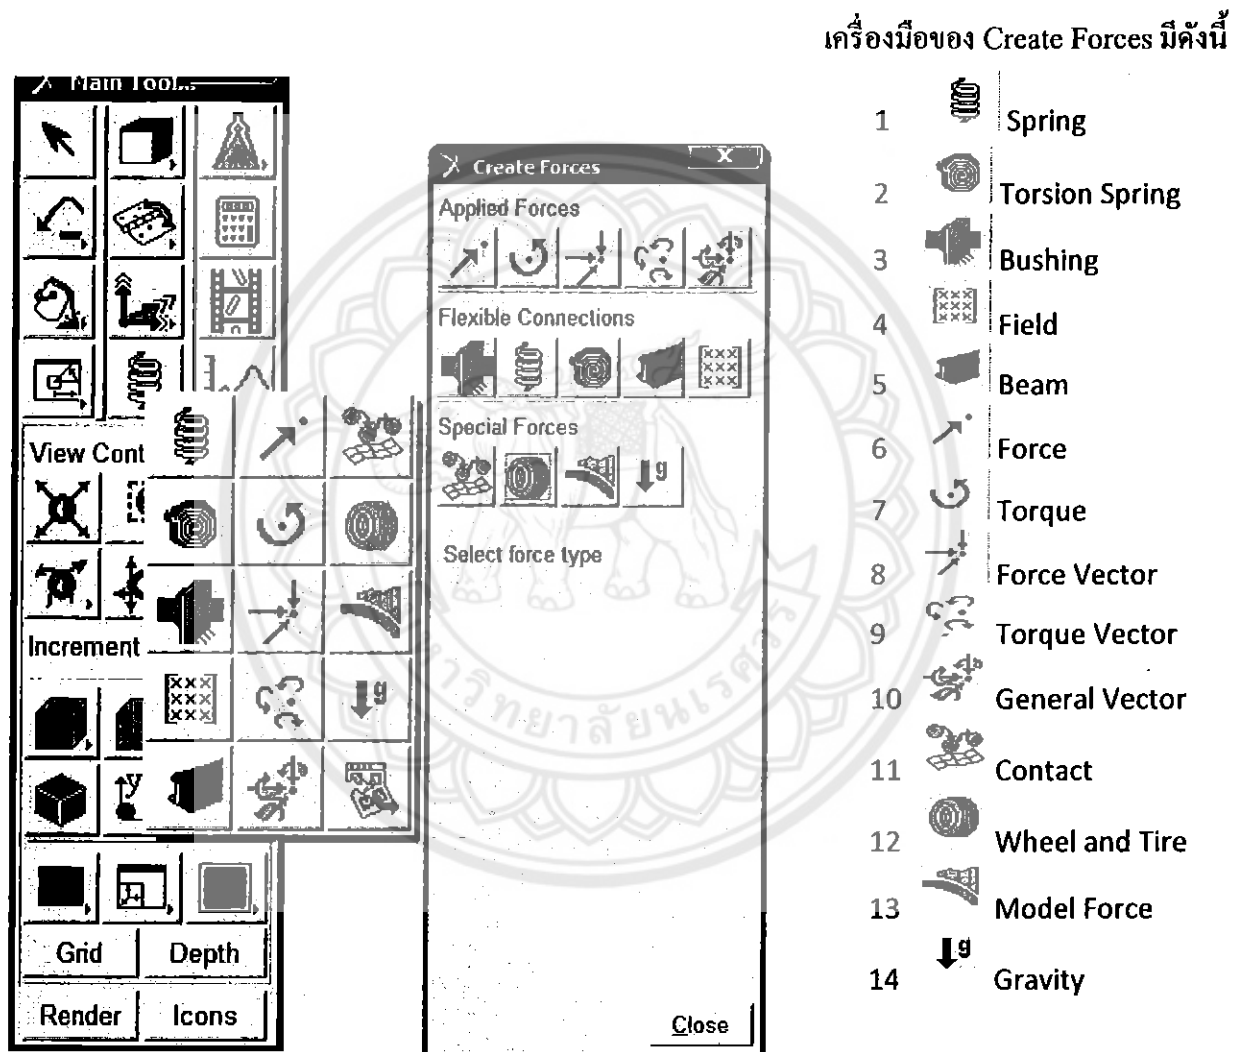 เครื่องมือของ Create Forces มีดังนี้
Main Tool...
View Cont
Increment
Grid
Depth
Render
Icons
Create Forces
X
Applied Forces
Flexible Connections
Special Forces
g
Select force type
Close
g
y
1 Spring
2 Torsion Spring
3 Bushing
4 Field
5 Beam
6 Force
7 Torque
8 Force Vector
9 Torque Vector
10 General Vector
11 Contact
12 Wheel and Tire
13 Model Force
14 g Gravity